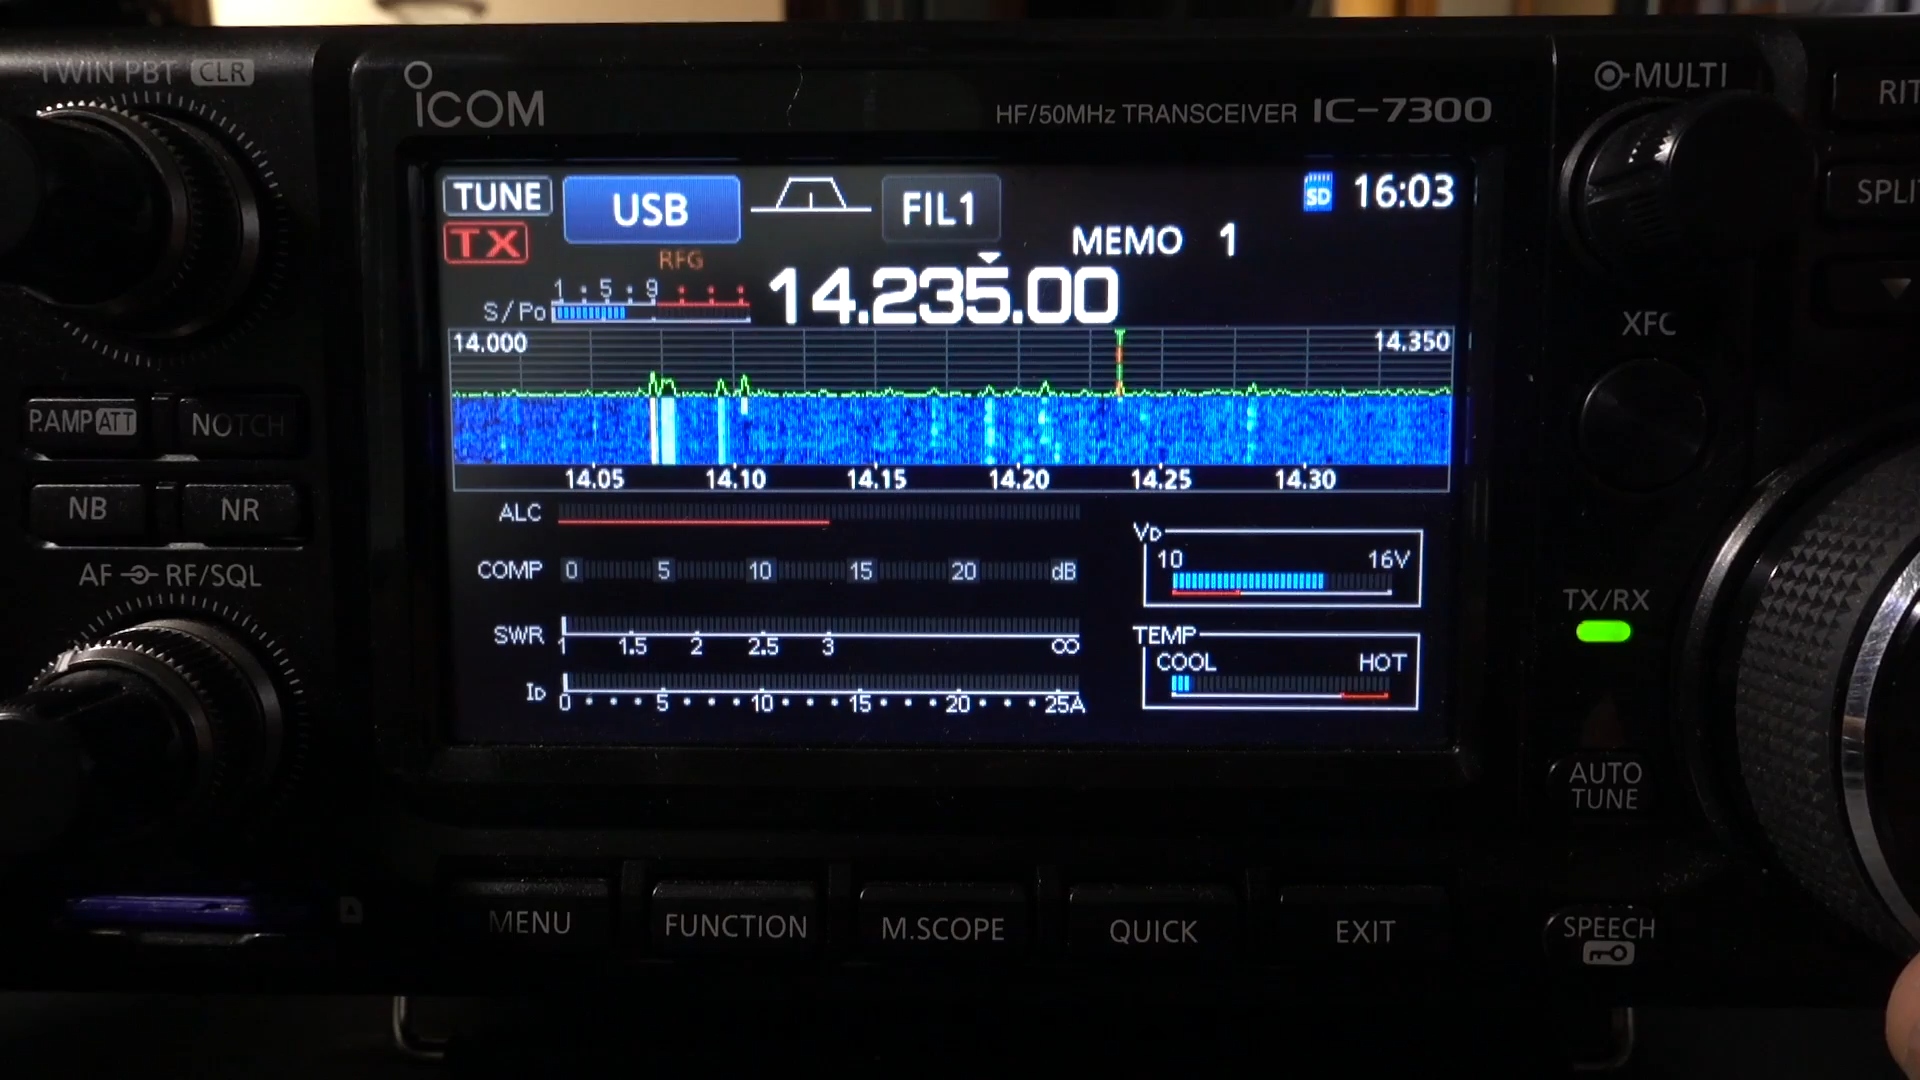 TWIN PBT CLR
ICOM
HF/50MHz TRANSCEIVER IC-7300
MULTI
RIT
TUNE
USB
FIL1
SD
16:03
TX
MEMO 1
RFG
S/Po
1 5 9
14.235.00
SPLIT
XFC
14.000
14.350
14.05 14.10 14.15 14.20 14.25 14.30
P.AMP ATT
NOTCH
NB
NR
AF RF/SQL
ALC
COMP 0 5 10 15 20 dB
SWR 1 1.5 2 2.5 3 ∞
ID 0 5 10 15 20 25A
VD
10 16V
TEMP
COOL HOT
TX/RX
AUTO
TUNE
MENU
FUNCTION
M.SCOPE
QUICK
EXIT
SPEECH